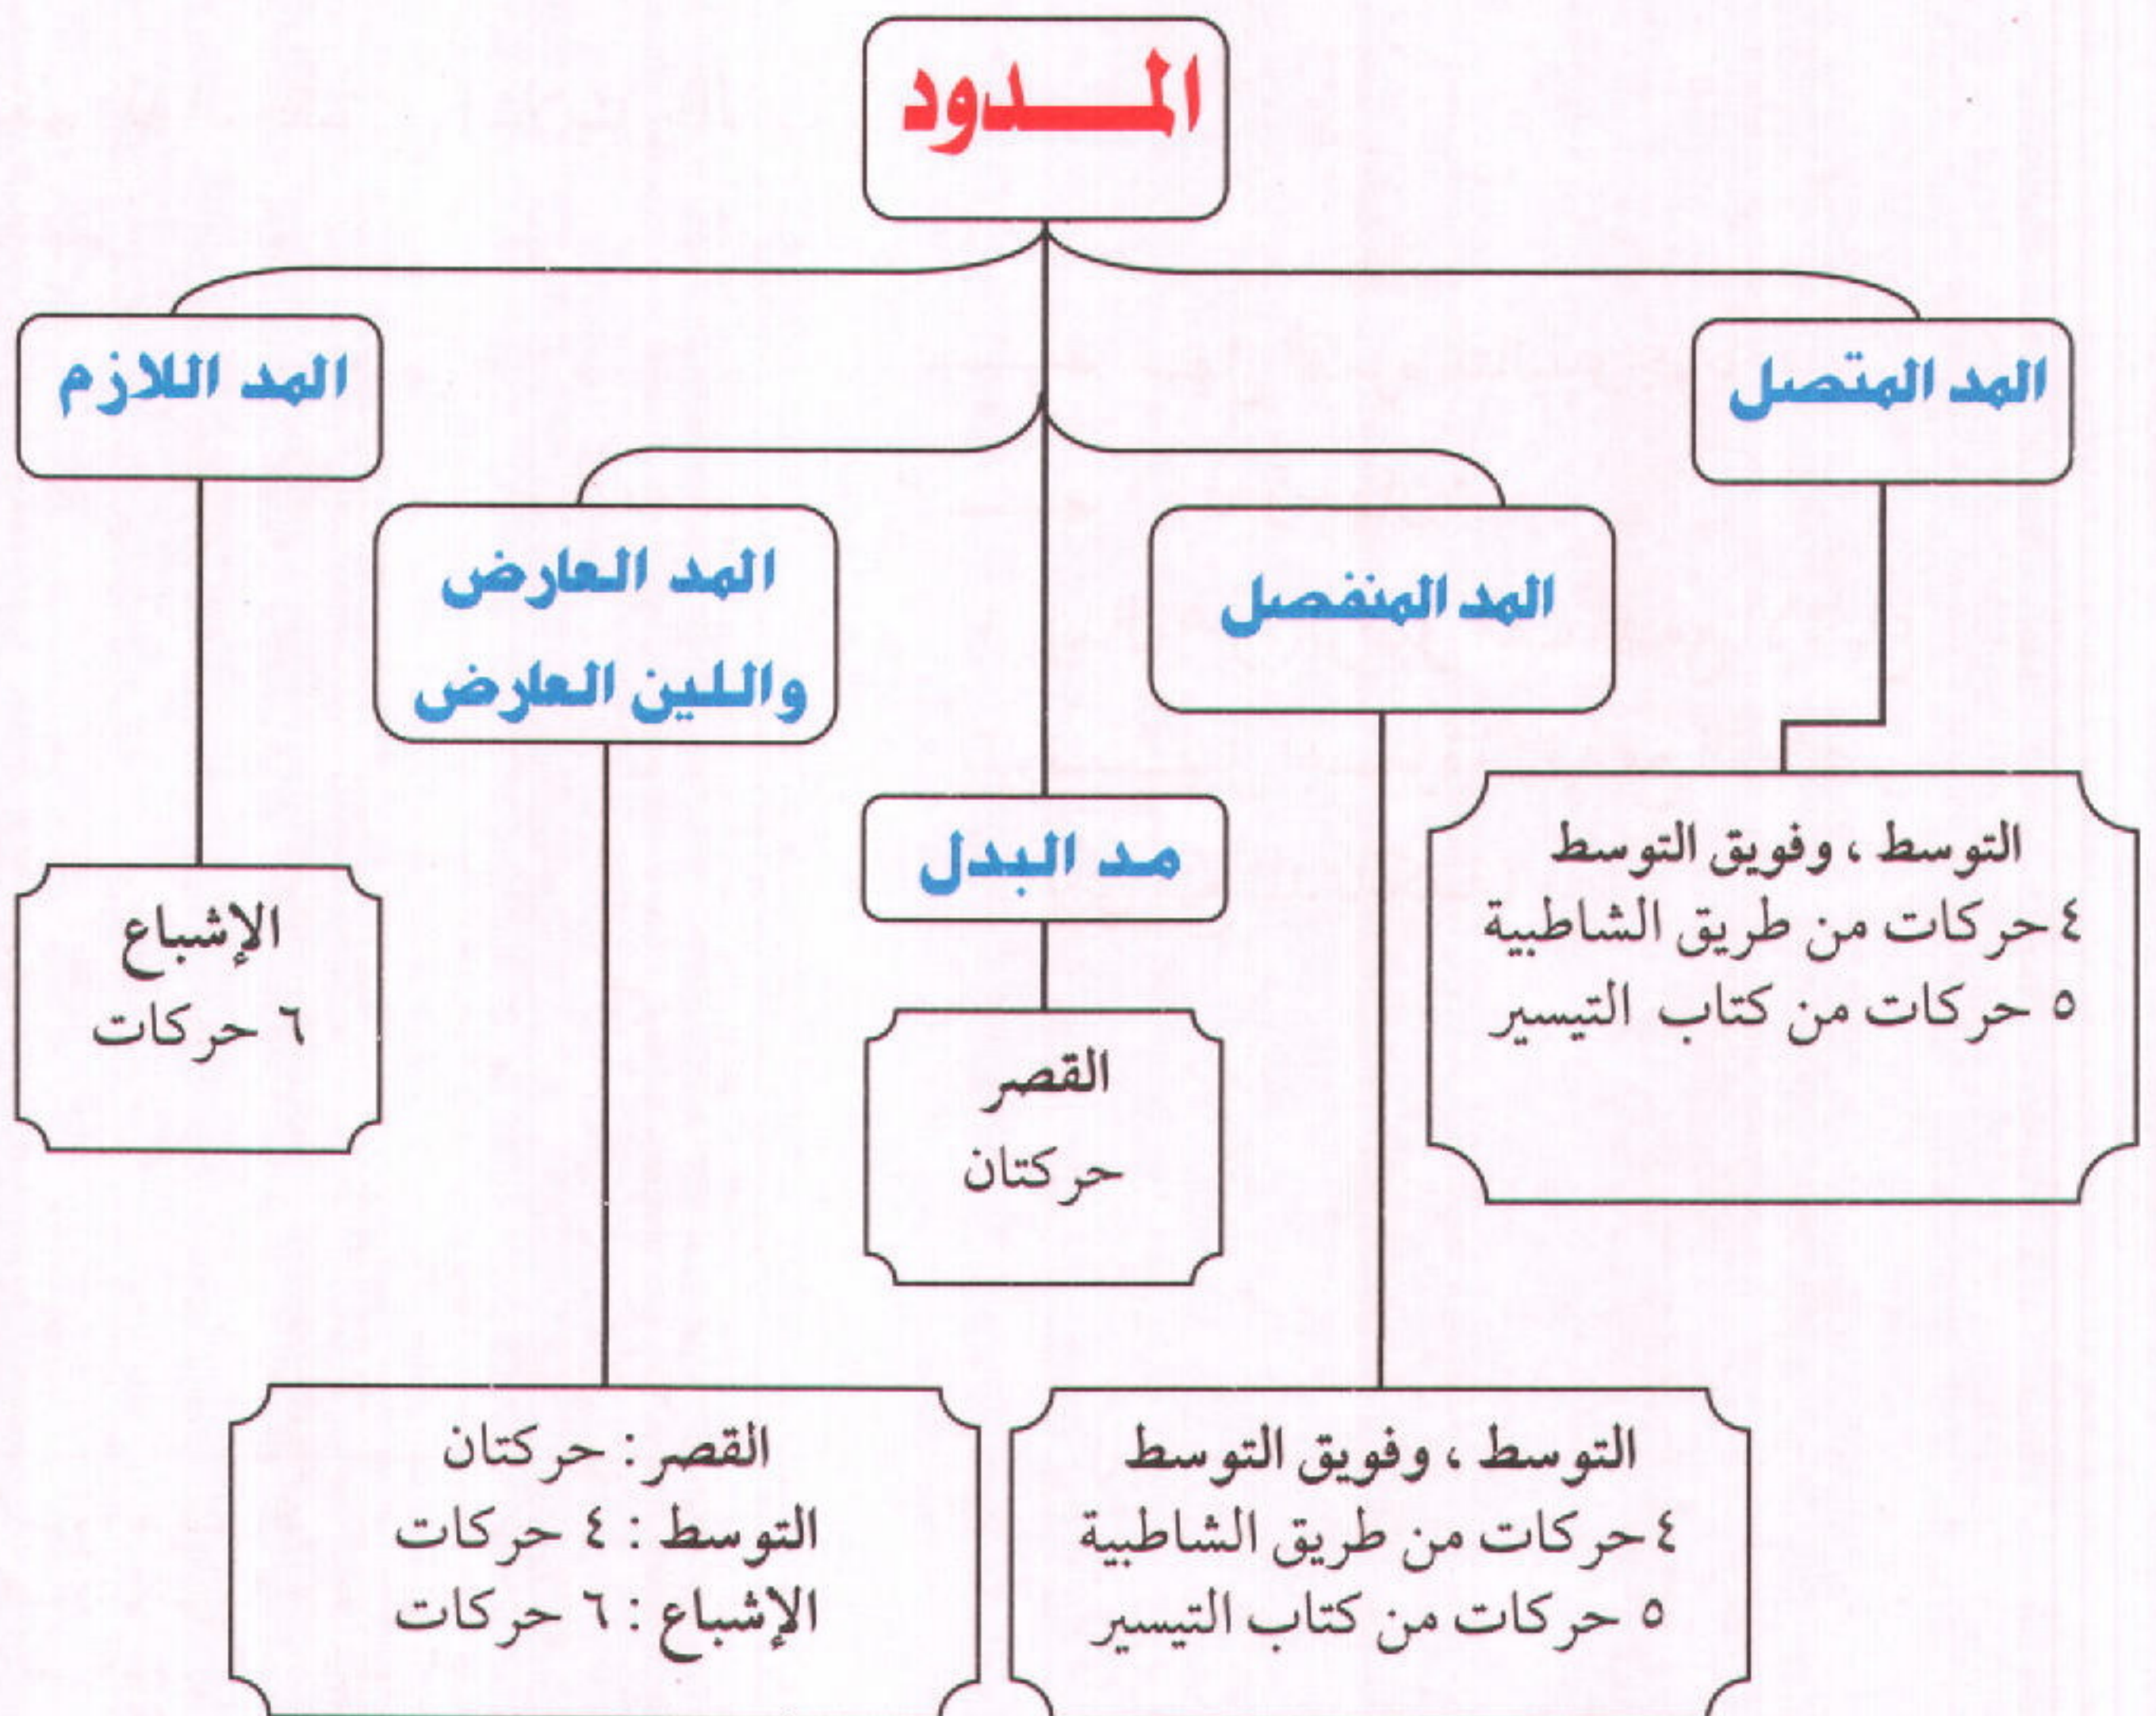 المدود
المد المتصل
المد اللازم
المد المنفصل
المد العارض
واللين العارض
مد البدل
التوسط ، وفويق التوسط
٤ حركات من طريق الشاطبية
٥ حركات من كتاب التيسير
الإشباع
٦ حركات
القصر
حركتان
التوسط ، وفويق التوسط
٤ حركات من طريق الشاطبية
٥ حركات من كتاب التيسير
القصر : حركتان
التوسط : ٤ حركات
الإشباع : ٦ حركات